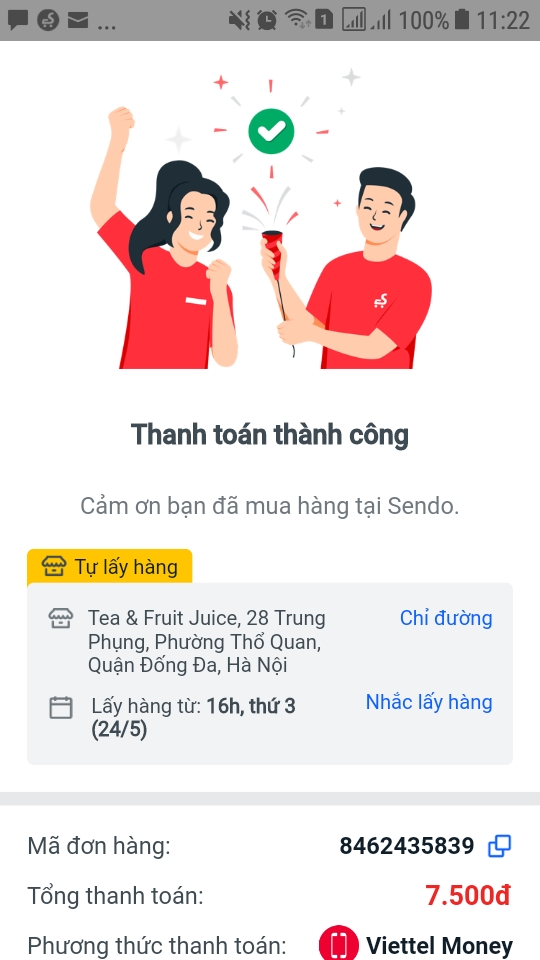 ... 1 100% 11:22
Thanh toán thành công
Cảm ơn bạn đã mua hàng tại Sendo.
Tự lấy hàng
Tea & Fruit Juice, 28 Trung Chỉ đường
Phụng, Phường Thổ Quan,
Quận Đống Đa, Hà Nội
Lấy hàng từ: 16h, thứ 3 Nhắc lấy hàng
(24/5)
Mã đơn hàng: 8462435839
Tổng thanh toán: 7.500đ
Phương thức thanh toán: Viettel Money